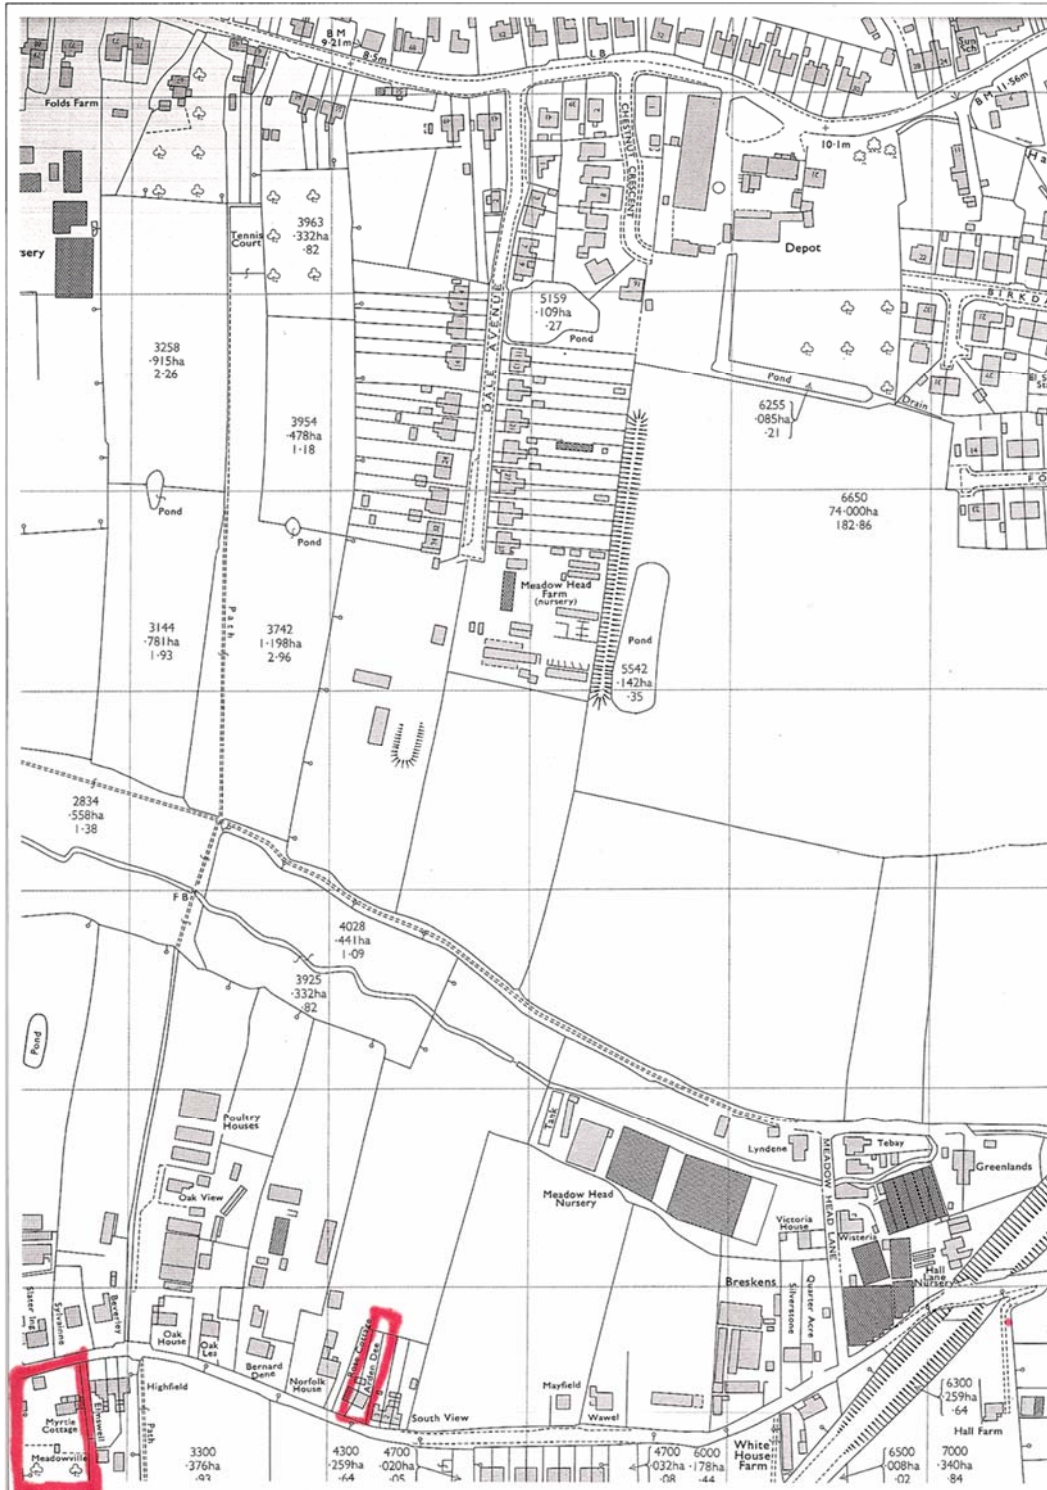 B M
9·21m
8·5m
L B
Sun
Sch
B M 11·56m
Folds Farm
CHESTNUT CRESCENT
10·1m
3963
·332ha
·82
Tennis
Court
Depot
DALE AVENUE
5159
·109ha
·27
Pond
3258
·915ha
2·26
Pond
Drain
6255
·085ha
·21
3954
·478ha
1·18
Pond
Pond
6650
74·000ha
182·86
Meadow Head
Farm
(nursery)
Path
3144
·781ha
1·93
3742
1·198ha
2·96
Pond
5542
·142ha
·35
2834
·558ha
1·38
F B
4028
·441ha
1·09
3925
·332ha
·82
Pond
Poultry
Houses
Tank
Lyndene
Tebay
Greenlands
MEADOW HEAD LANE
Oak View
Meadow Head
Nursery
Victoria
House
Wisteria
Hall
Lane
Nursery
Breskens
Silverstone
Quarter Acre
Sylvainne
Beverley
Oak
House
Oak
Lea
Bernard
Dene
Norfolk
House
Rose Cottage
Arden Dee
Highfield
Mayfield
Wawel
South View
Myrtle
Cottage
Elmswell
Meadowville
Path
6300
·259ha
·64
Hall Farm
White
House
Farm
3300
·376ha
·93
4300
·259ha
·64
4700
·020ha
·05
4700
·032ha
·08
6000
·178ha
·44
6500
·008ha
·02
7000
·340ha
·84